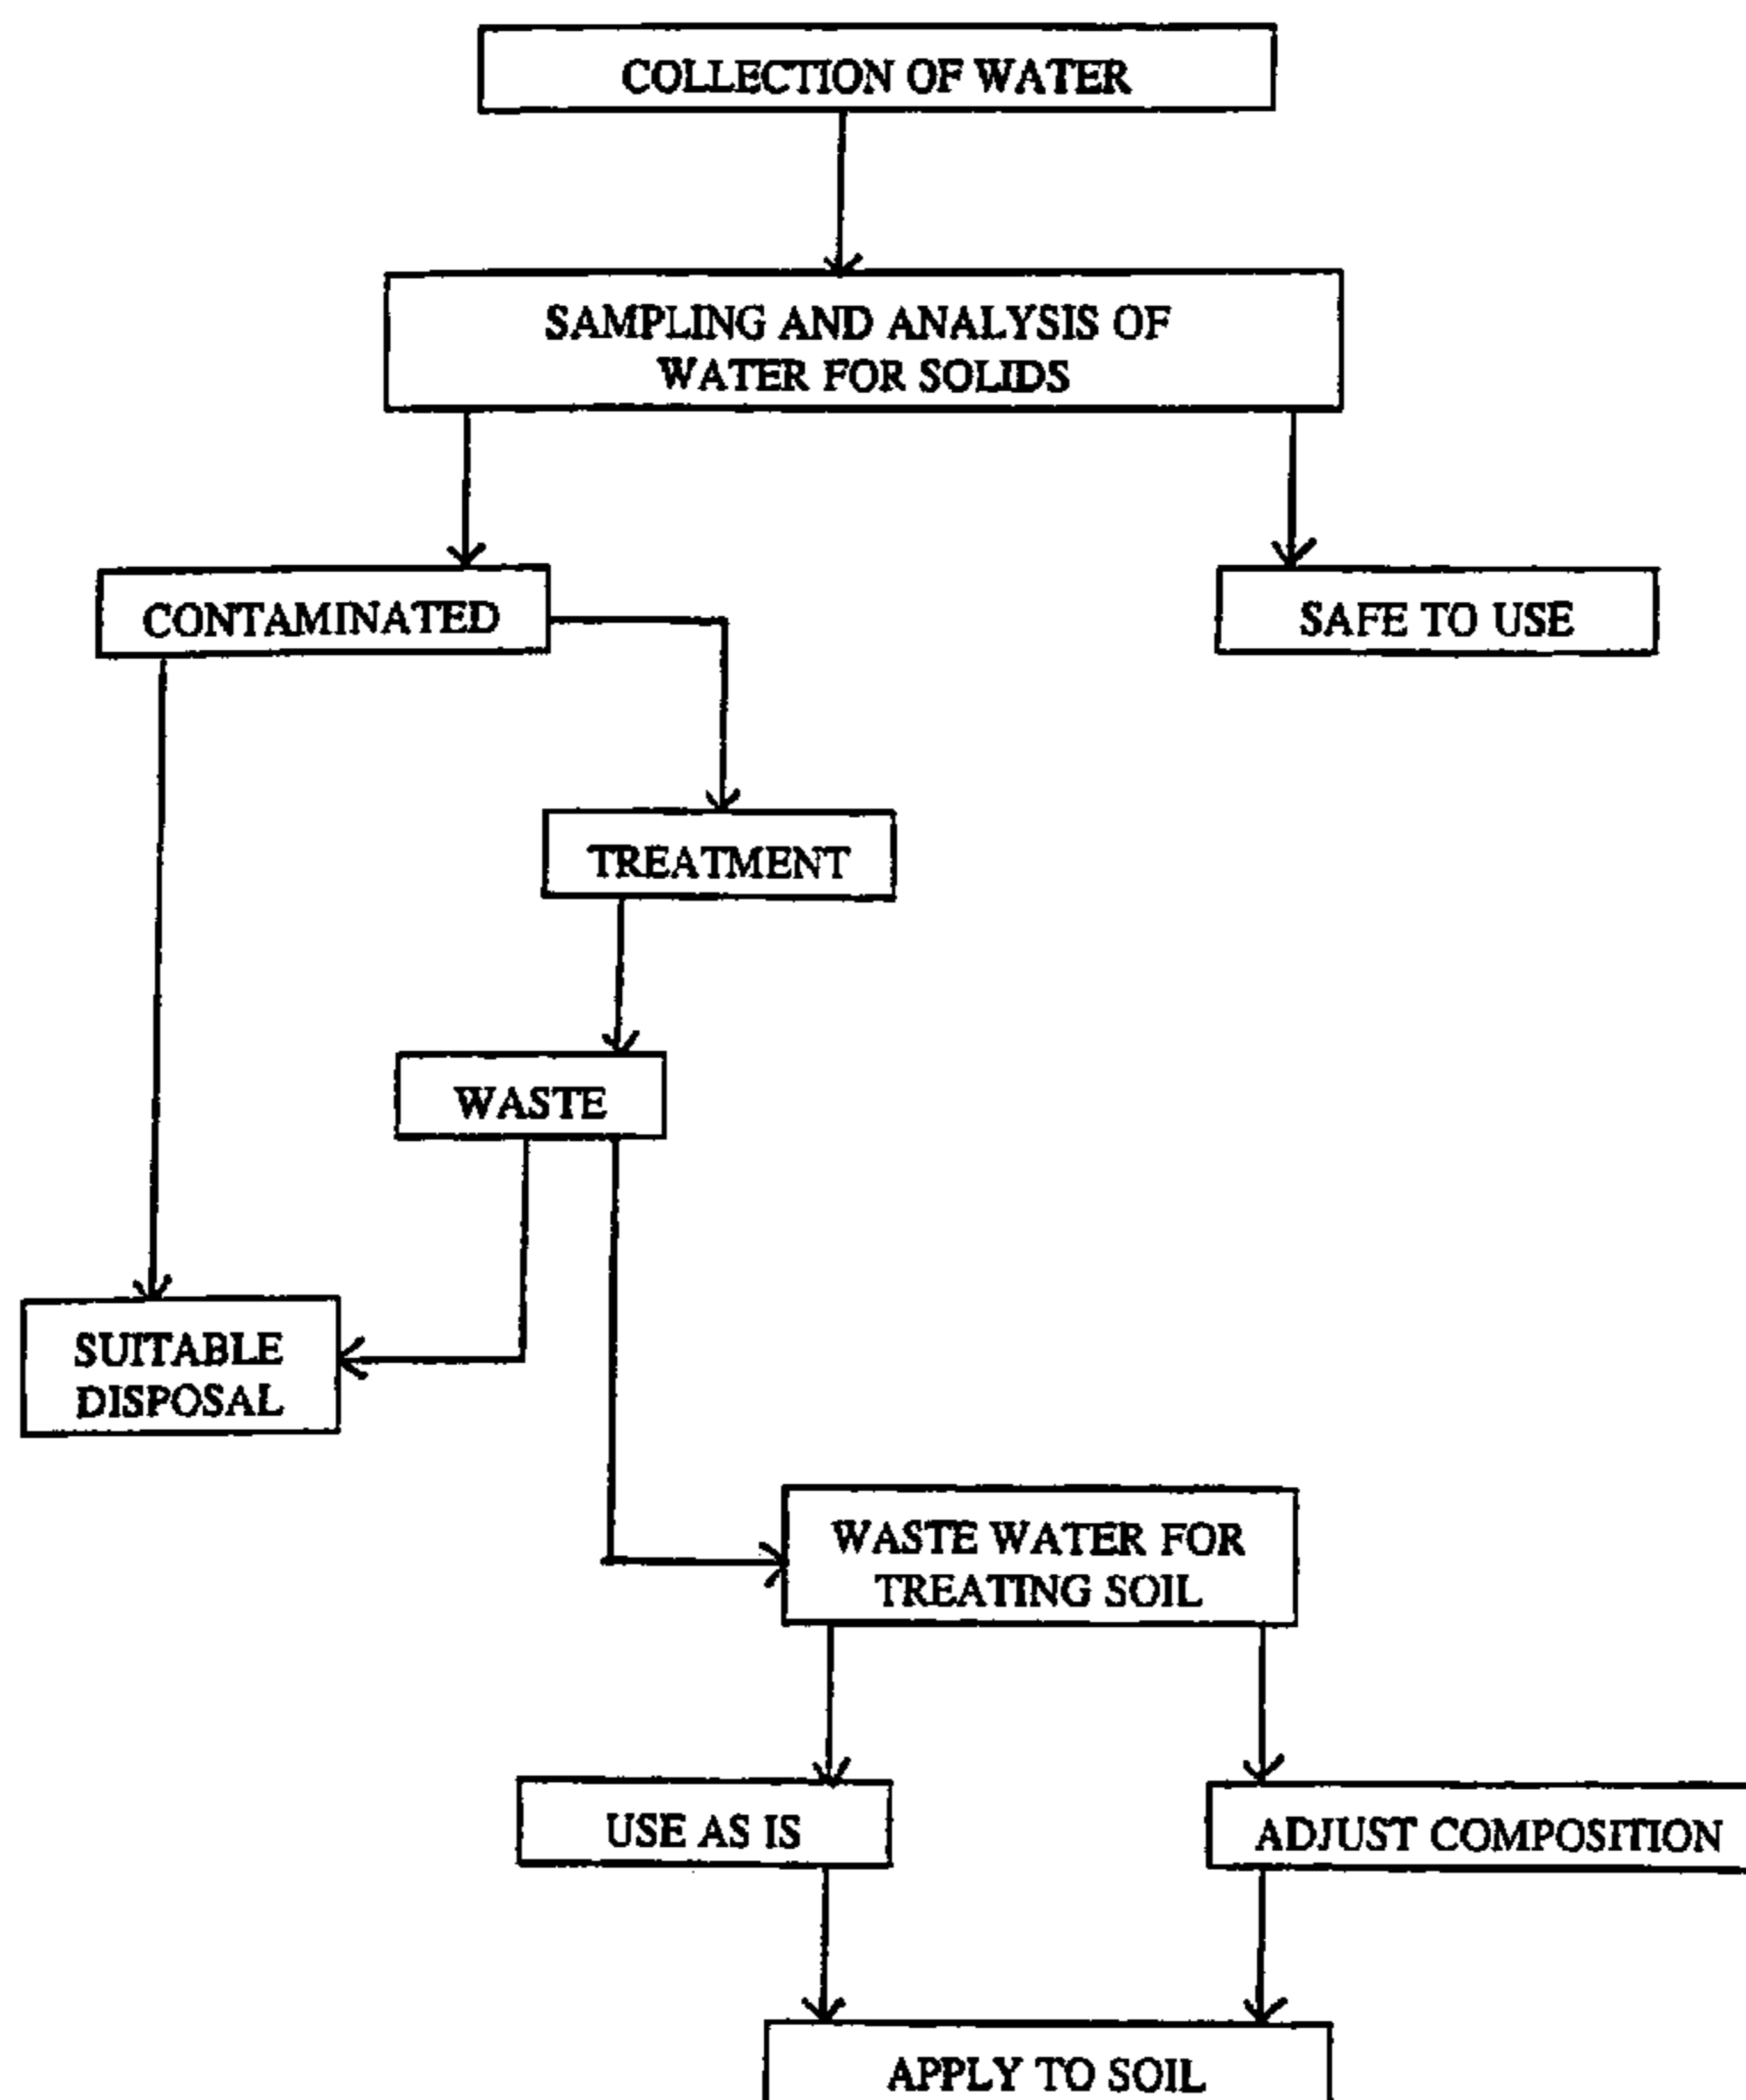 COLLECTION OF WATER
SAMPLING AND ANALYSIS OF
WATER FOR SOLIDS
CONTAMINATED
SAFE TO USE
TREATMENT
WASTE
SUITABLE
DISPOSAL
WASTE WATER FOR
TREATING SOIL
USE AS IS
ADJUST COMPOSITION
APPLY TO SOIL